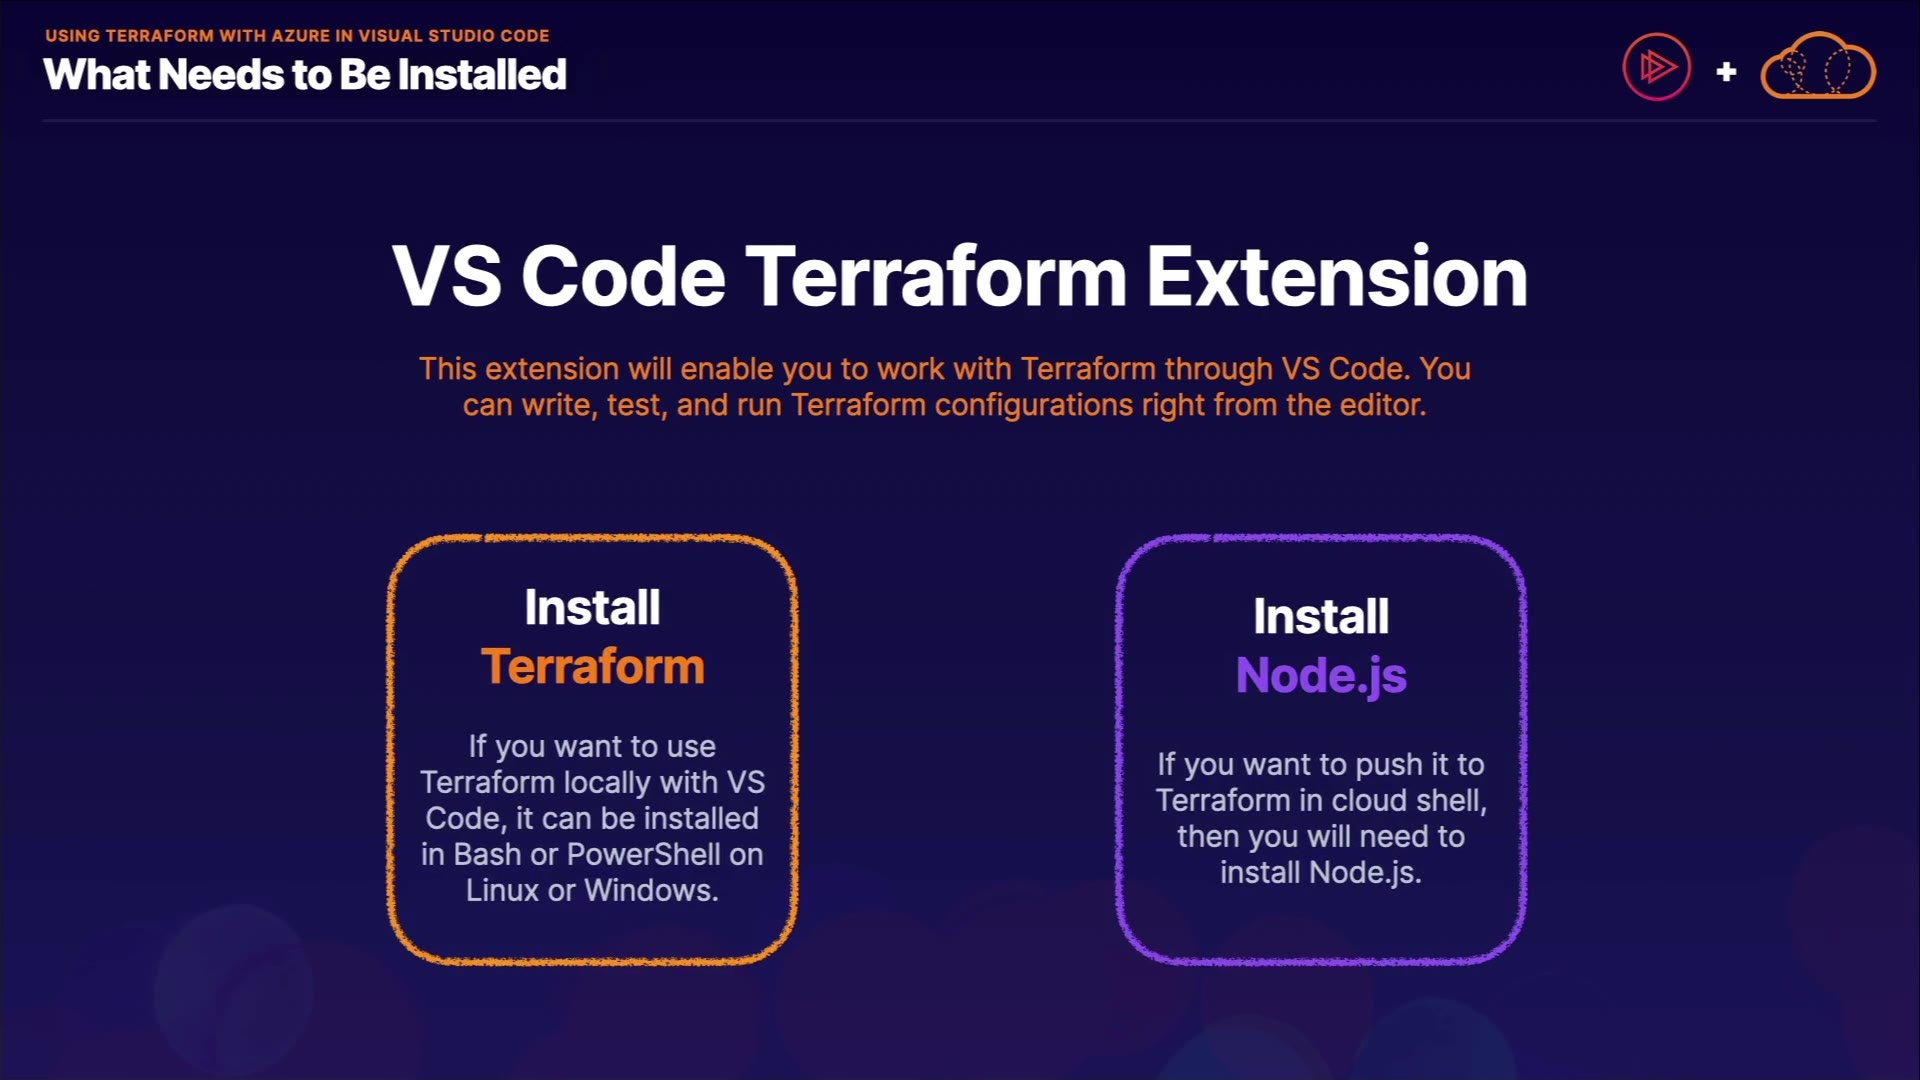 USING TERRAFORM WITH AZURE IN VISUAL STUDIO CODE
What Needs to Be Installed
+
VS Code Terraform Extension
This extension will enable you to work with Terraform through VS Code. You
can write, test, and run Terraform configurations right from the editor.
Install
Terraform
If you want to use
Terraform locally with VS
Code, it can be installed
in Bash or PowerShell on
Linux or Windows.
Install
Node.js
If you want to push it to
Terraform in cloud shell,
then you will need to
install Node.js.